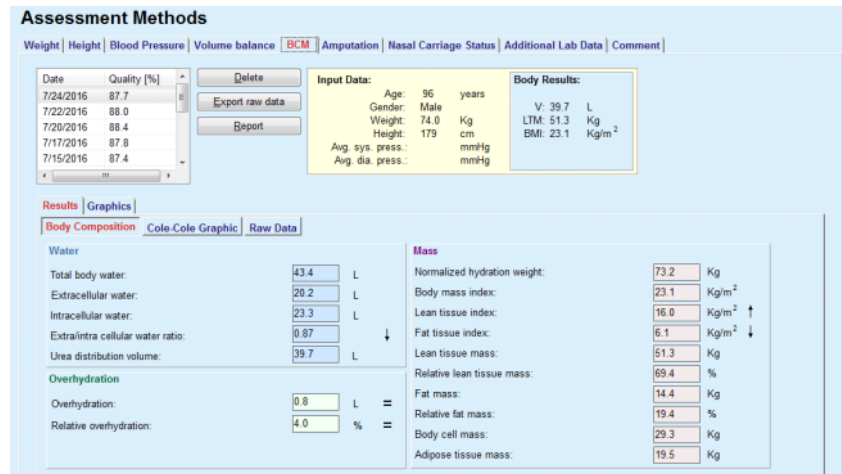 Assessment Methods
Weight Height Blood Pressure Volume balance BCM Amputation Nasal Carriage Status Additional Lab Data Comment
Date Quality [%]
7/24/2016 87.7
7/22/2016 88.0
7/20/2016 88.4
7/17/2016 87.8
7/15/2016 87.4
Delete
Export raw data
Report
Input Data:
Age: 96 years
Gender: Male
Weight: 74.0 Kg
Height: 179 cm
Avg. sys. press.: mmHg
Avg. dia. press.: mmHg
Body Results:
V: 39.7 L
LTM: 51.3 Kg
BMI: 23.1 Kg/m²
Results Graphics
Body Composition Cole-Cole Graphic Raw Data
Water
Total body water: 43.4 L
Extracellular water: 20.2 L
Intracellular water: 23.3 L
Extra/intra cellular water ratio: 0.87 ↓
Urea distribution volume: 39.7 L
Overhydration
Overhydration: 0.8 L =
Relative overhydration: 4.0 % =
Mass
Normalized hydration weight: 73.2 Kg
Body mass index: 23.1 Kg/m²
Lean tissue index: 16.0 Kg/m² ↑
Fat tissue index: 6.1 Kg/m² ↓
Lean tissue mass: 51.3 Kg
Relative lean tissue mass: 69.4 %
Fat mass: 14.4 Kg
Relative fat mass: 19.4 %
Body cell mass: 29.3 Kg
Adipose tissue mass: 19.5 Kg